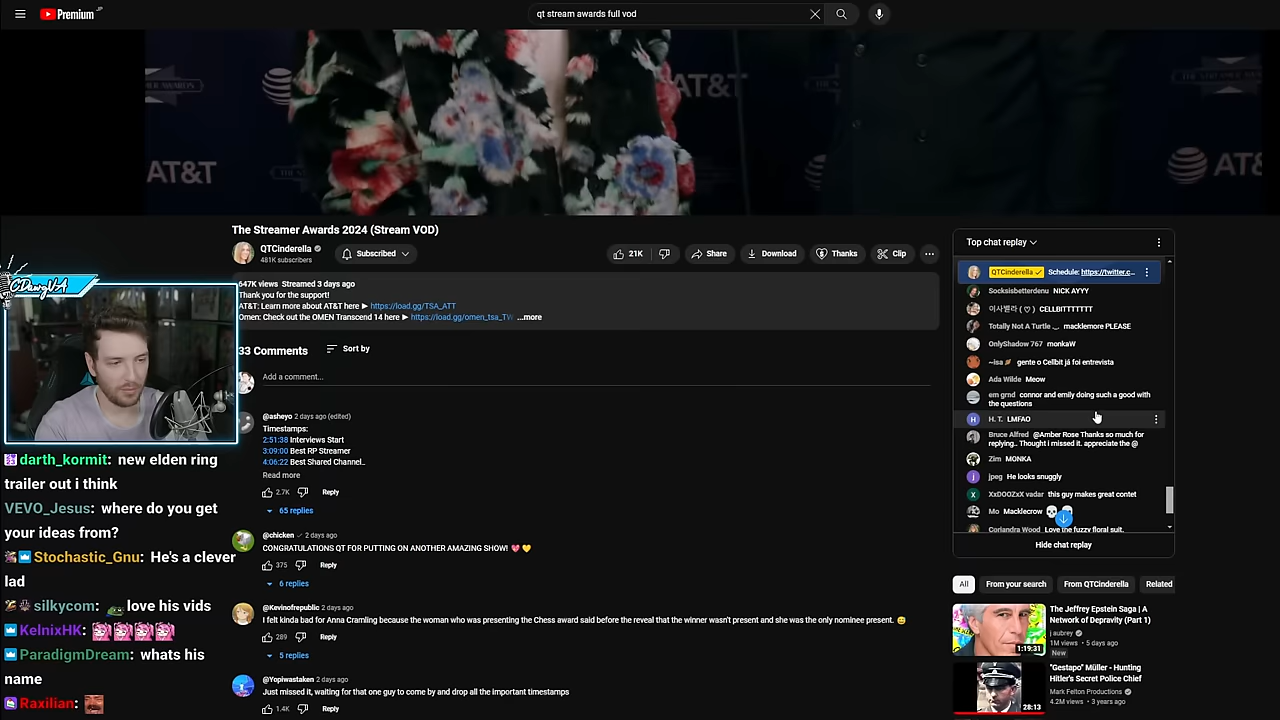 Premium
JP
qt stream awards full vod
AT&T
AT&T
AT&T
The Streamer Awards 2024 (Stream VOD)
QTCinderella
481K subscribers
Subscribed
21K
Share
Download
Thanks
Clip
647K views  Streamed 3 days ago
Thank you for the support!
AT&T: Learn more about AT&T here ► https://load.gg/TSA_ATT
Omen: Check out the OMEN Transcend 14 here ► https://load.gg/omen_tsa_TW ...more
33 Comments
Sort by
Add a comment...
@asheyo 2 days ago (edited)
Timestamps:
2:51:38 Interviews Start
3:09:00 Best RP Streamer
4:06:22 Best Shared Channel..
Read more
2.7K
Reply
65 replies
@chicken 2 days ago
CONGRATULATIONS QT FOR PUTTING ON ANOTHER AMAZING SHOW! 💗 💛
375
Reply
6 replies
@Kevinofrepublic 2 days ago
I felt kinda bad for Anna Cramling because the woman who was presenting the Chess award said before the reveal that the winner wasn't present and she was the only nominee present. 😅
289
Reply
5 replies
@Yopiwastaken 2 days ago
Just missed it, waiting for that one guy to come by and drop all the important timestamps
1.4K
Reply
Top chat replay
QTCinderella Schedule: https://twitter.c...
Socksisbetterdenu NICK AYYY
이사벨라 ( ♡ ) CELLBITTTTTTT
Totally Not A Turtle ._. macklemore PLEASE
OnlyShadow 767 monkaW
~isa🪐 gente o Cellbit já foi entrevista
Ada Wilde Meow
em grnd connor and emily doing such a good with
the questions
H. T. LMFAO
Bruce Alfred @Amber Rose Thanks so much for
replying.. Thought i missed it. appreciate the @
Zim MONKA
jpeg He looks snuggly
XxDOOZxX vadar this guy makes great contet
Mo Macklecrow 💀 💀
Coriandra Wood Love the fuzzy floral suit.
Hide chat replay
All
From your search
From QTCinderella
Related
The Jeffrey Epstein Saga | A
Network of Depravity (Part 1)
j aubrey
1M views • 5 days ago
New
1:19:31
"Gestapo" Müller - Hunting
Hitler's Secret Police Chief
Mark Felton Productions
4.2M views • 3 years ago
28:13
CDawgVA
darth_kormit: new elden ring
trailer out i think
VEVO_Jesus: where do you get
your ideas from?
Stochastic_Gnu: He's a clever
lad
silkycom: love his vids
KelnixHK:
ParadigmDream: whats his
name
Raxilian: